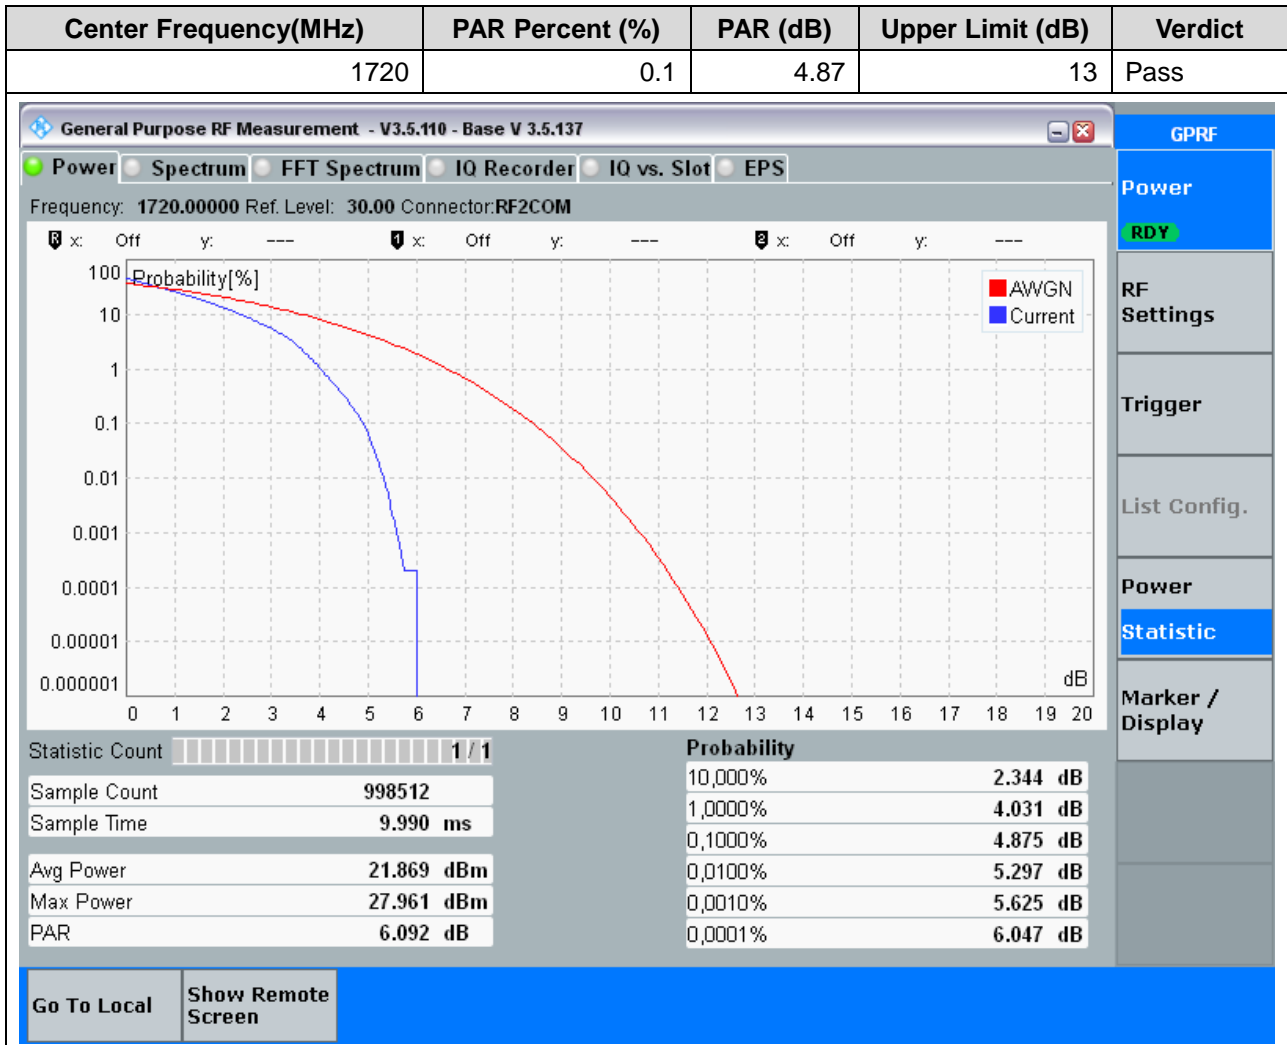 Center Frequency(MHz) PAR Percent (%) PAR (dB) Upper Limit (dB) Verdict
1720 0.1 4.87 13 Pass
General Purpose RF Measurement - V3.5.110 - Base V 3.5.137
GPRF
Power Spectrum FFT Spectrum IQ Recorder IQ vs. Slot EPS
Power
RDY
Frequency: 1720.00000 Ref. Level: 30.00 Connector:RF2COM
R x: Off y: --- 1 x: Off y: --- 2 x: Off y: ---
Probability[%]
AWGN
Current
100
10
1
0.1
0.01
0.001
0.0001
0.00001
0.000001
dB
0 1 2 3 4 5 6 7 8 9 10 11 12 13 14 15 16 17 18 19 20
RF
Settings
Trigger
List Config.
Power
Statistic
Marker /
Display
Statistic Count 1 / 1
Sample Count 998512
Sample Time 9.990 ms
Avg Power 21.869 dBm
Max Power 27.961 dBm
PAR 6.092 dB
Probability
10,000% 2.344 dB
1,0000% 4.031 dB
0,1000% 4.875 dB
0,0100% 5.297 dB
0,0010% 5.625 dB
0,0001% 6.047 dB
Go To Local
Show Remote
Screen